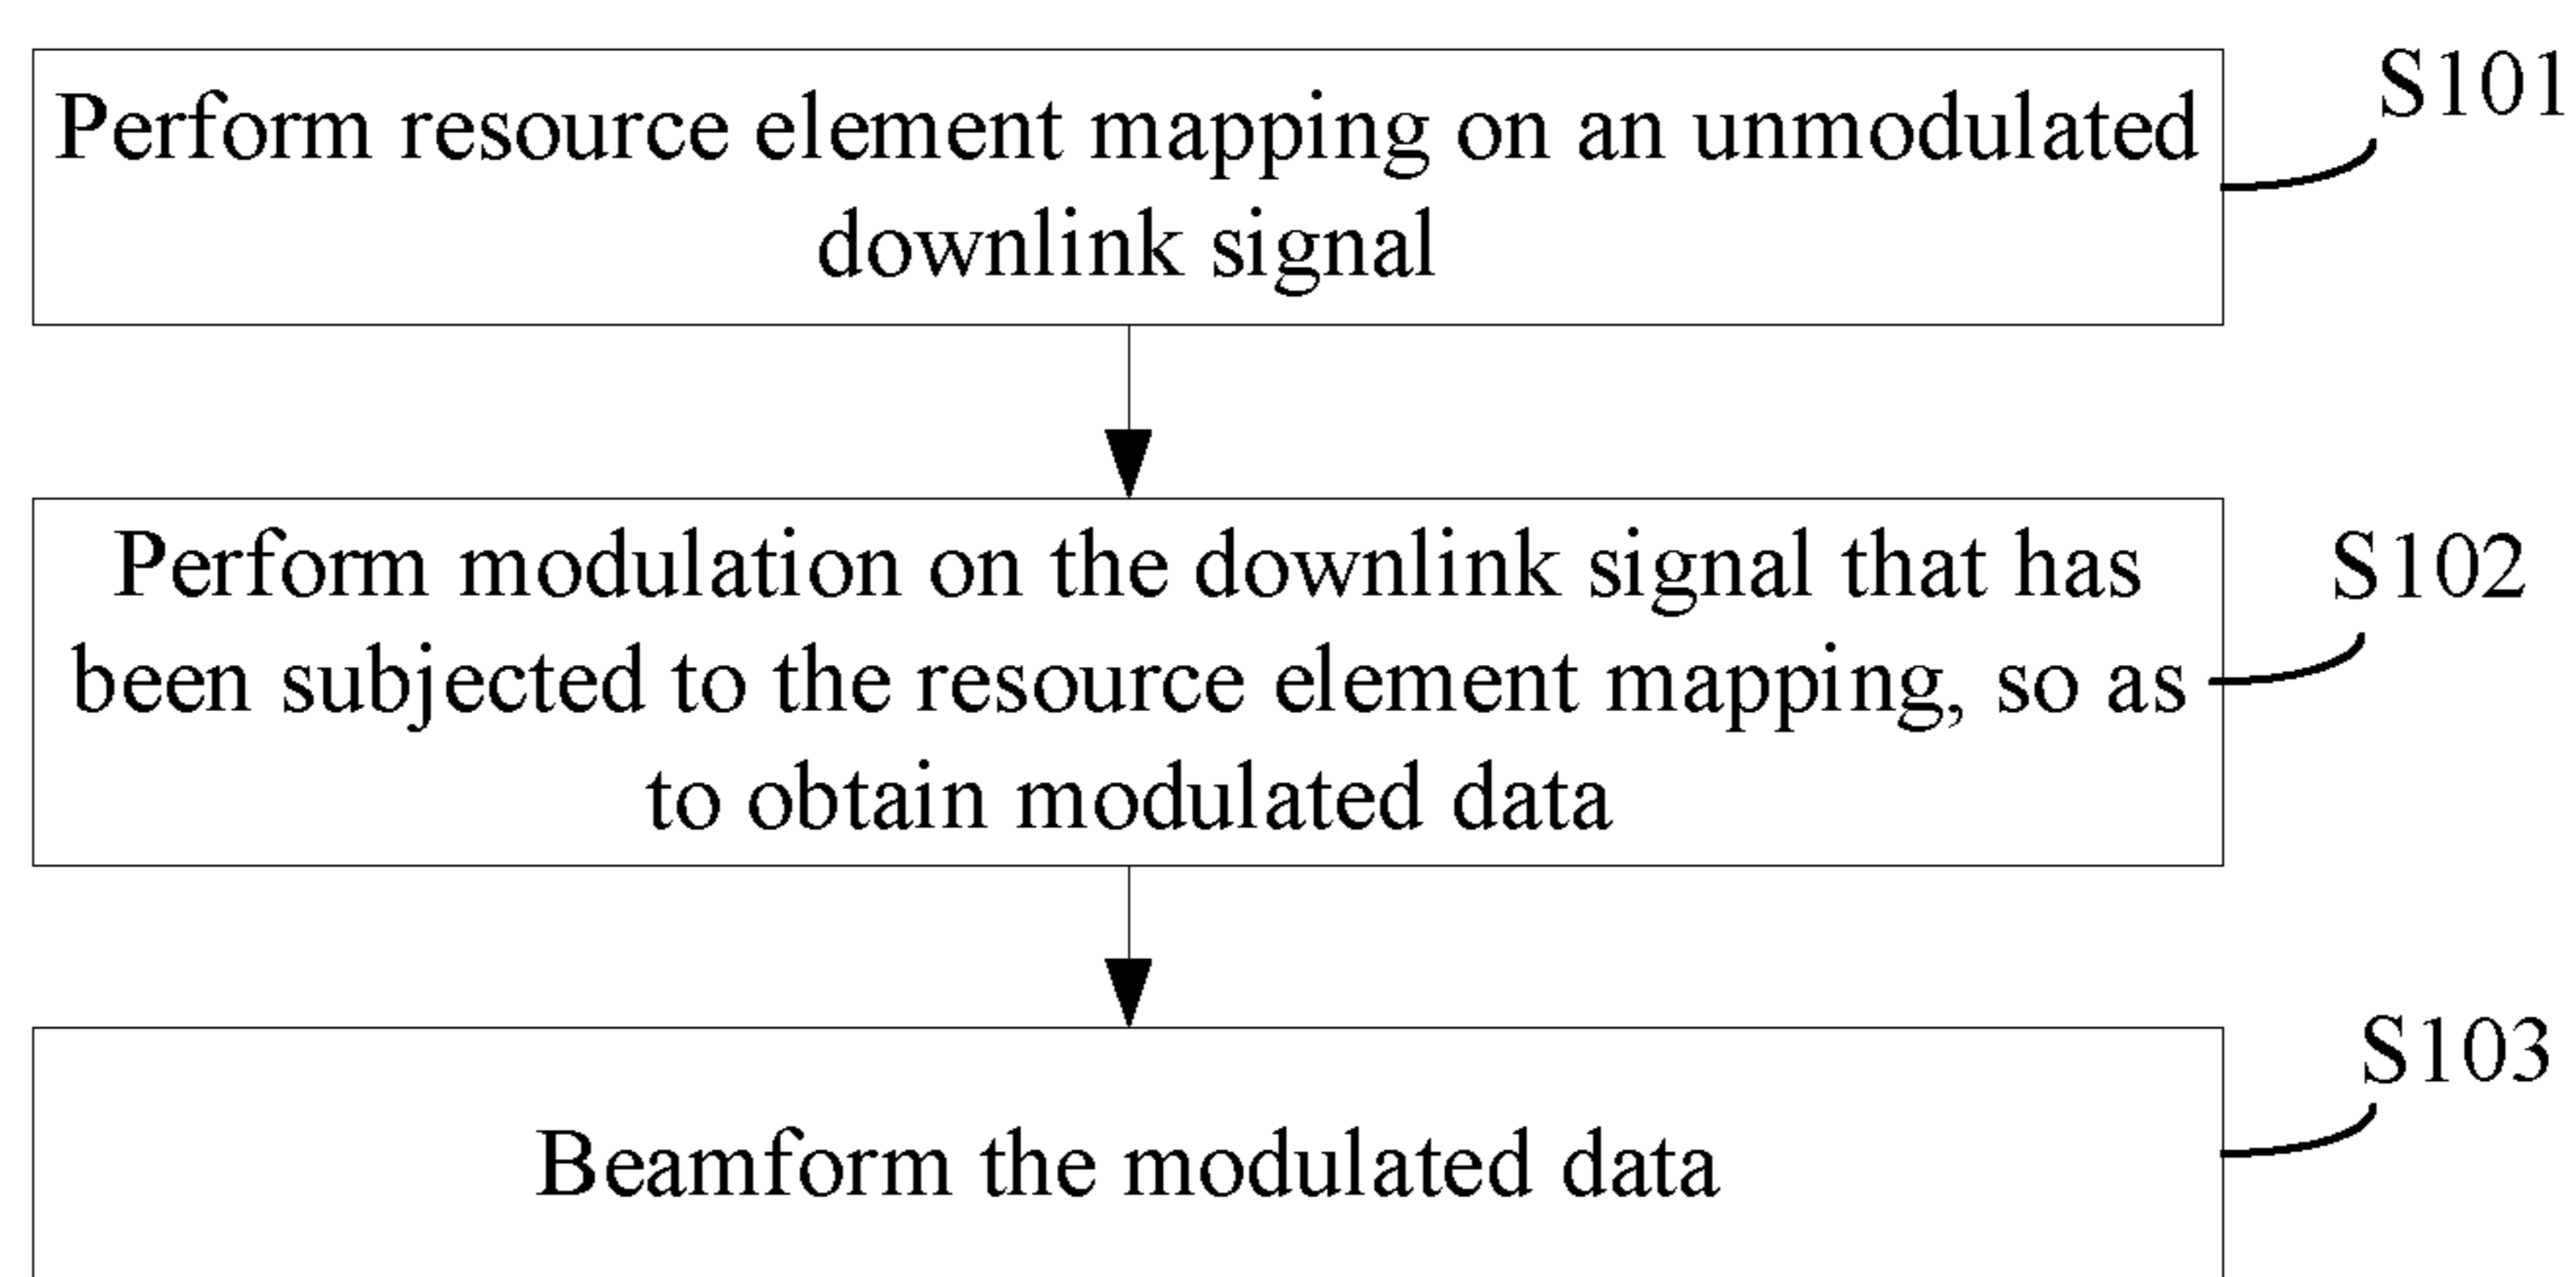 Perform resource element mapping on an unmodulated
downlink signal
S101
Perform modulation on the downlink signal that has
been subjected to the resource element mapping, so as
to obtain modulated data
S102
Beamform the modulated data
S103